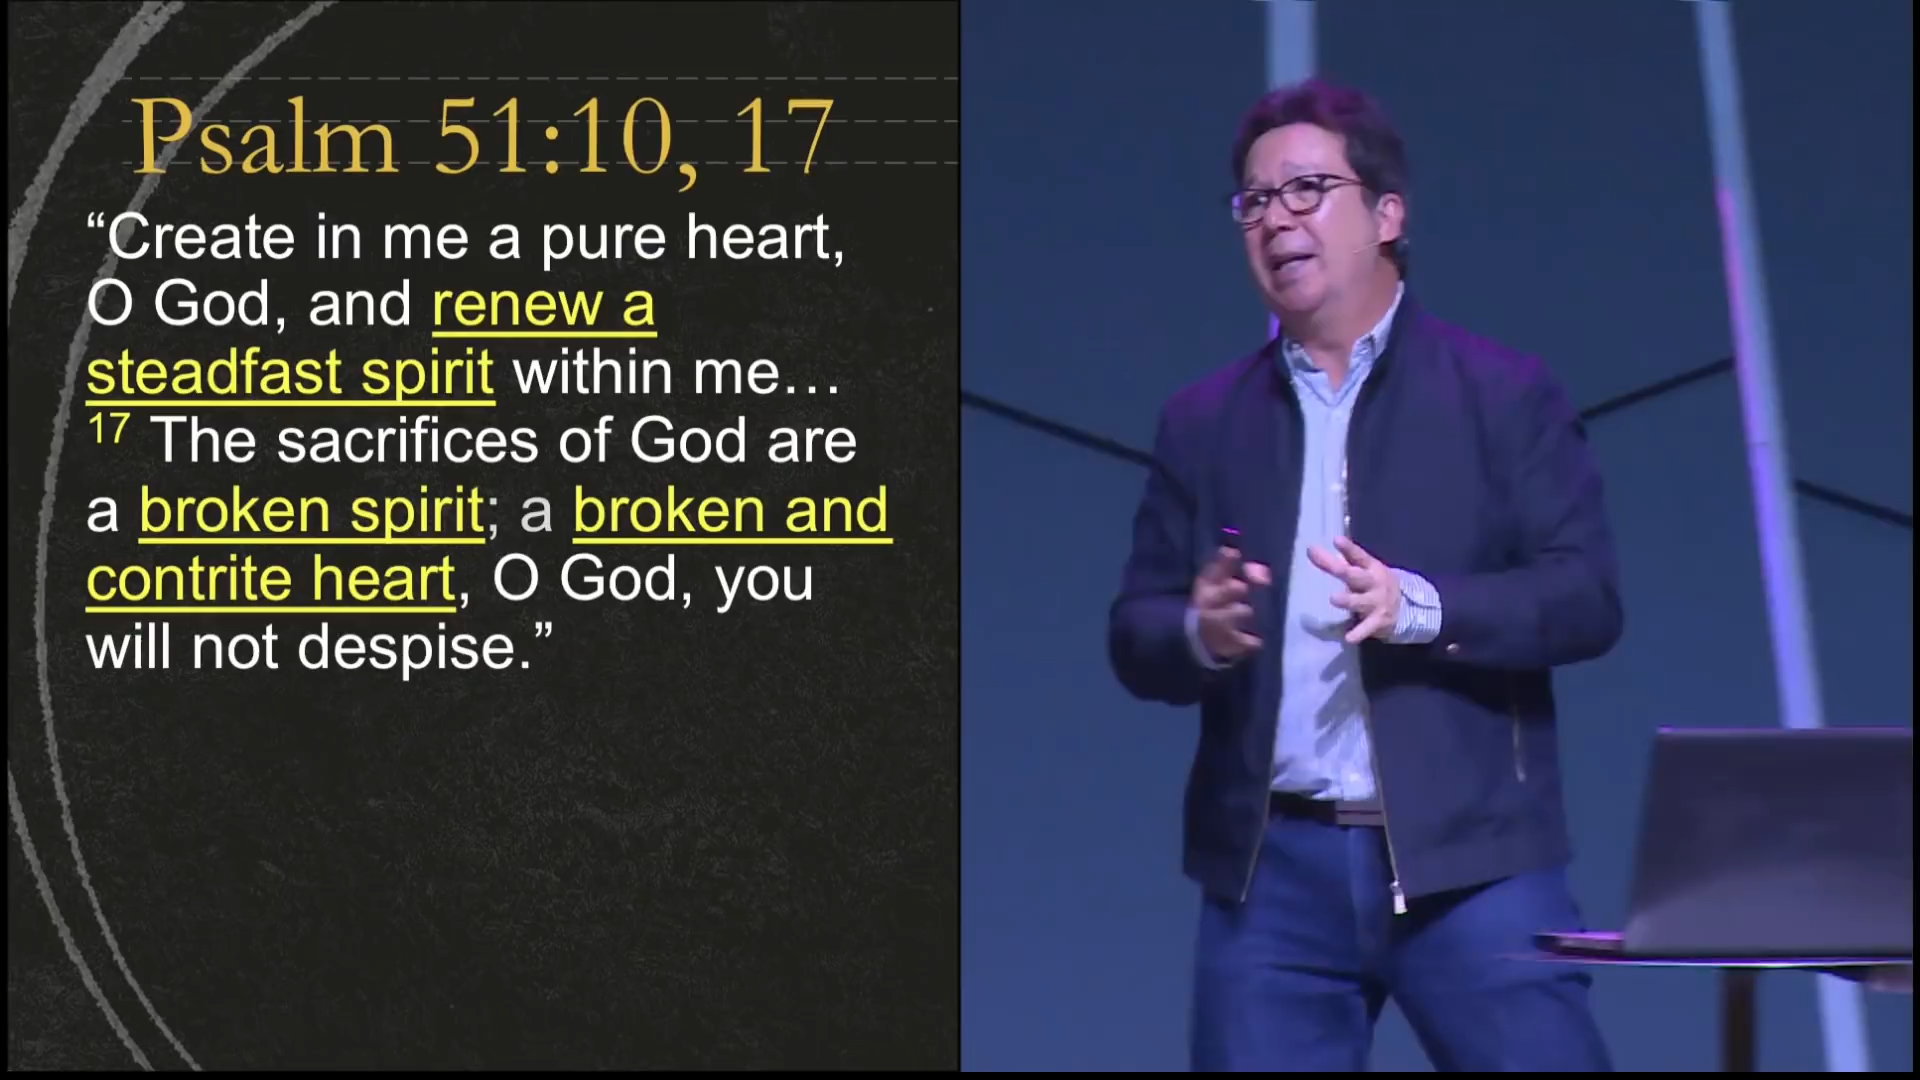 Psalm 51:10, 17
“Create in me a pure heart,
O God, and renew a
steadfast spirit within me…
17 The sacrifices of God are
a broken spirit; a broken and
contrite heart, O God, you
will not despise.”